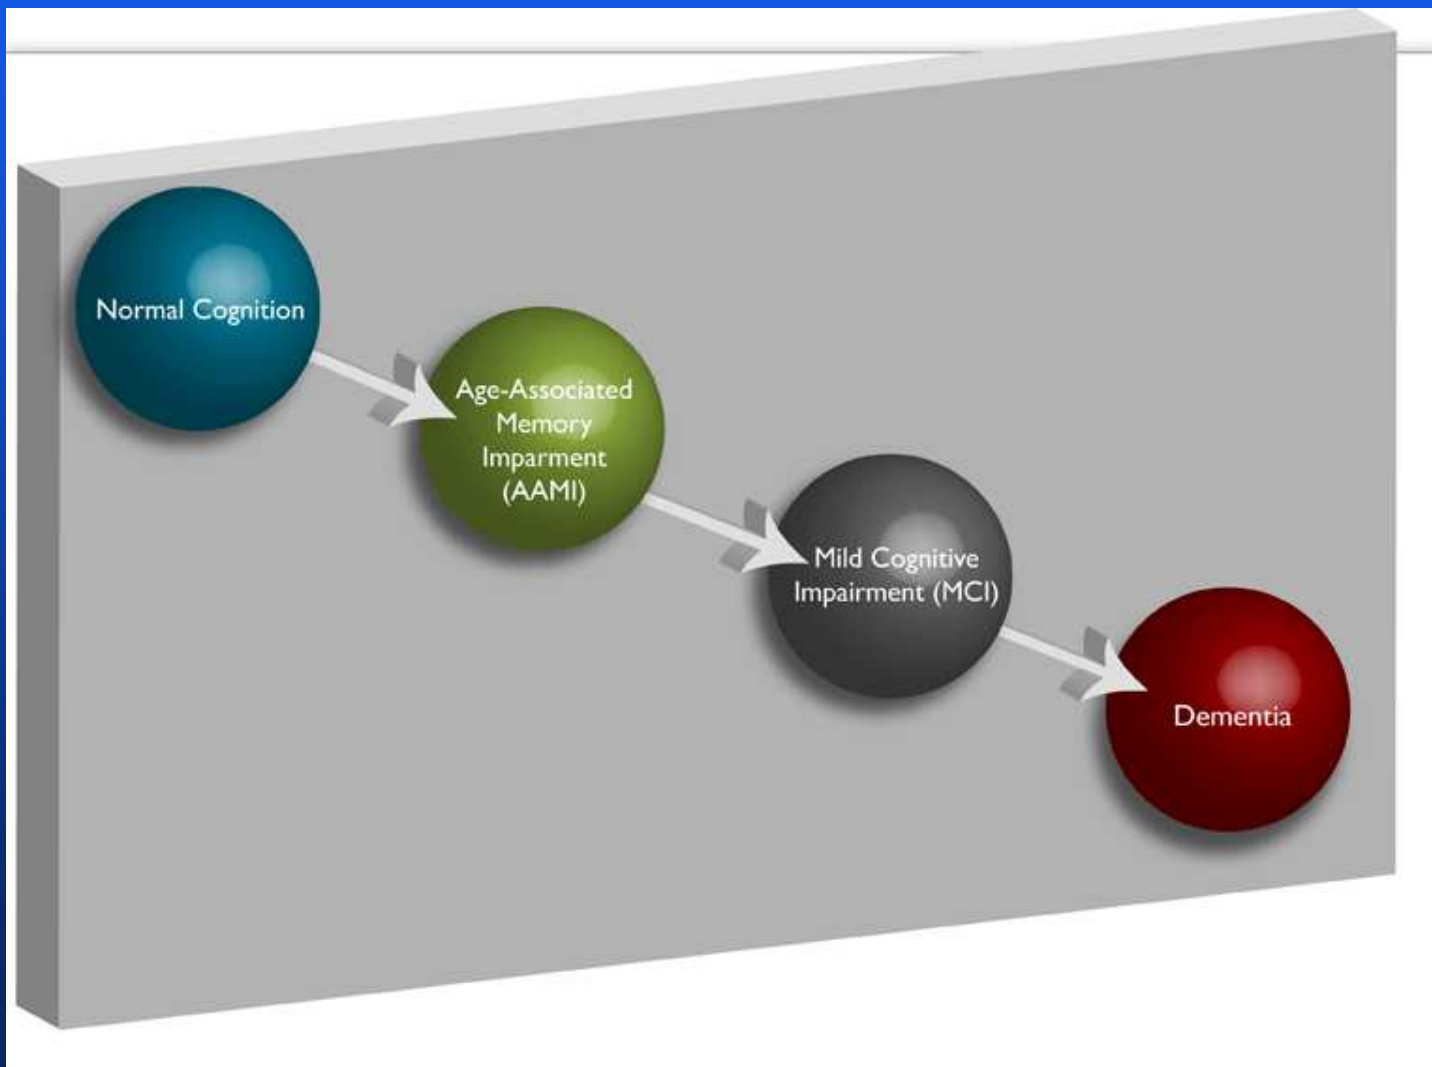 Normal Cognition
Age-Associated
Memory
Imparment
(AAMI)
Mild Cognitive
Impairment (MCI)
Dementia